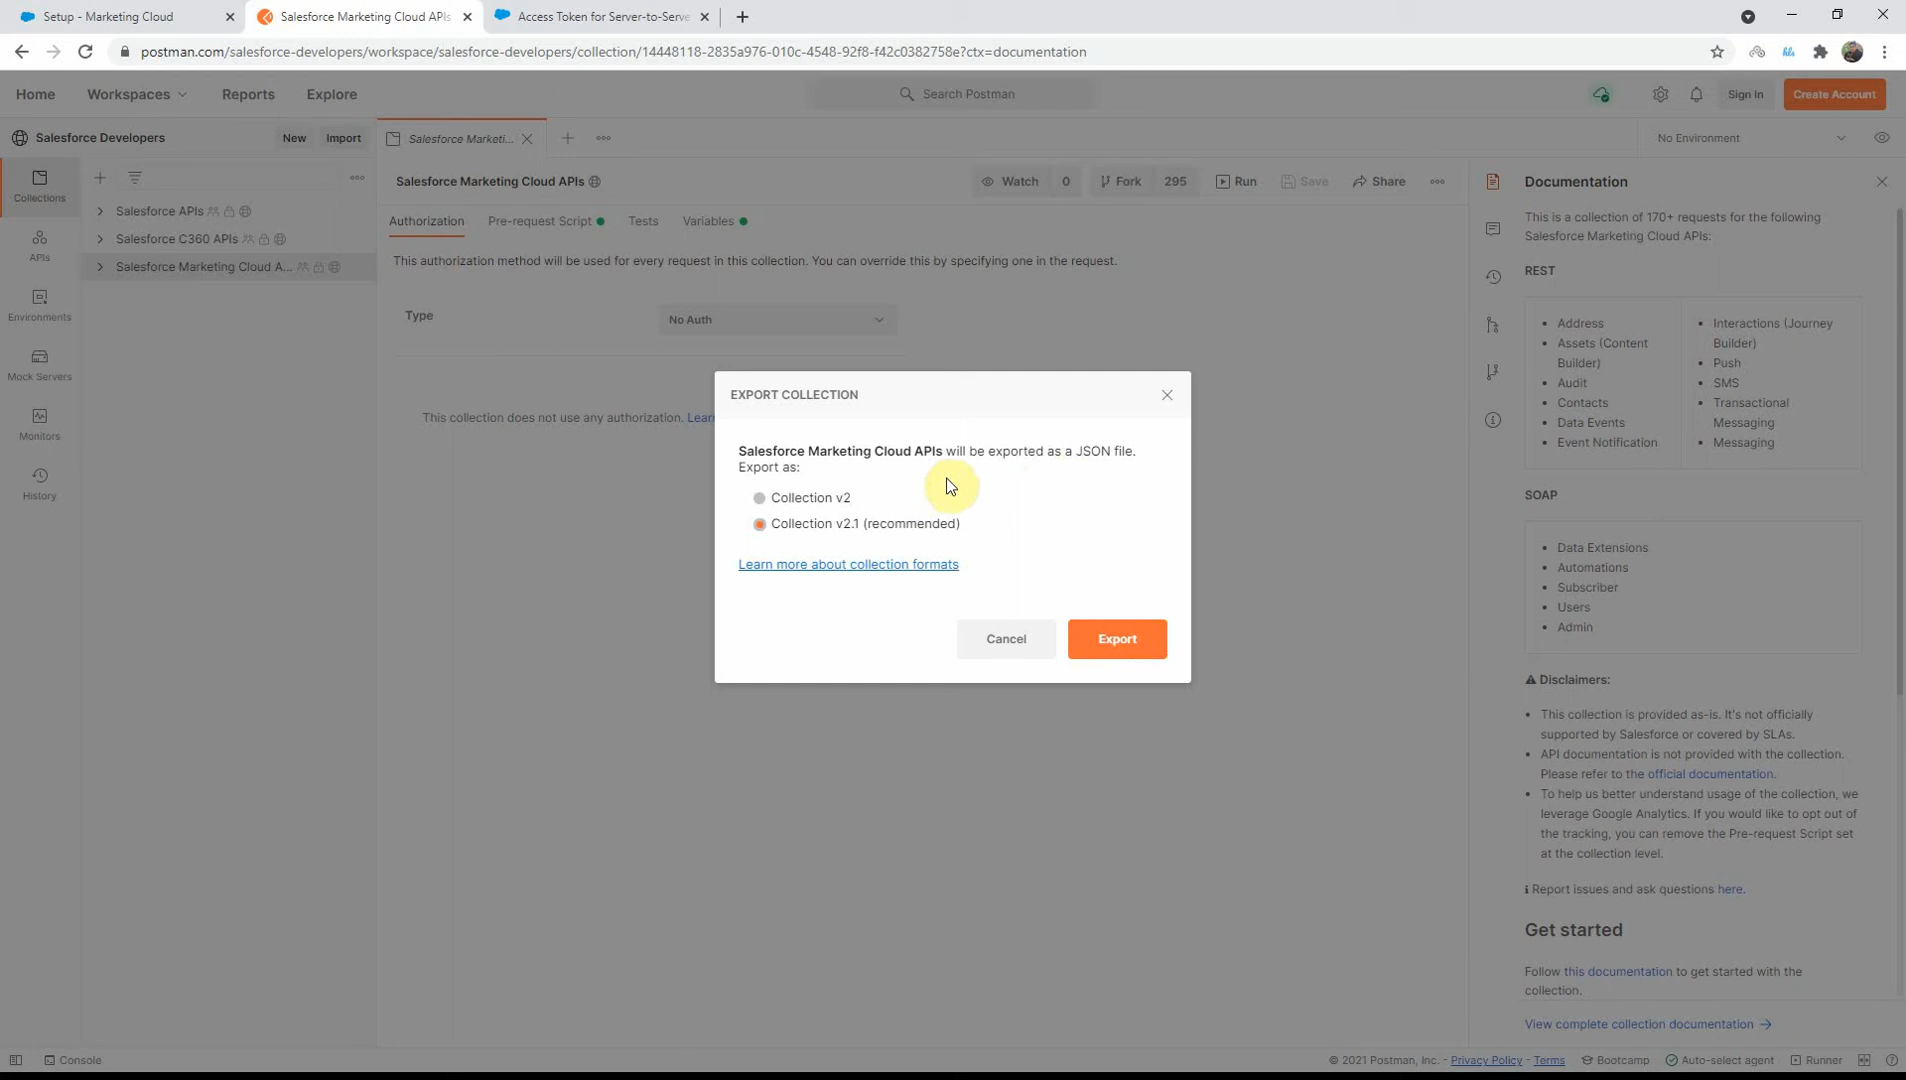 Setup - Marketing Cloud
Salesforce Marketing Cloud APIs
Access Token for Server-to-Serve
postman.com/salesforce-developers/workspace/salesforce-developers/collection/14448118-2835a976-010c-4548-92f8-f42c0382758e?ctx=documentation
Home
Workspaces
Reports
Explore
Search Postman
Sign In
Create Account
Salesforce Developers
New
Import
Salesforce Marketi...
No Environment
Collections
APIs
Environments
Mock Servers
Monitors
History
Salesforce APIs
Salesforce C360 APIs
Salesforce Marketing Cloud A...
Salesforce Marketing Cloud APIs
Watch 0
Fork 295
Run
Save
Share
Authorization
Pre-request Script
Tests
Variables
This authorization method will be used for every request in this collection. You can override this by specifying one in the request.
Type
No Auth
This collection does not use any authorization. Learn
EXPORT COLLECTION
Salesforce Marketing Cloud APIs will be exported as a JSON file.
Export as:
Collection v2
Collection v2.1 (recommended)
Learn more about collection formats
Cancel
Export
Documentation
This is a collection of 170+ requests for the following
Salesforce Marketing Cloud APIs:
REST
• Address
• Assets (Content
Builder)
• Audit
• Contacts
• Data Events
• Event Notification
• Interactions (Journey
Builder)
• Push
• SMS
• Transactional
Messaging
• Messaging
SOAP
• Data Extensions
• Automations
• Subscriber
• Users
• Admin
Disclaimers:
• This collection is provided as-is. It's not officially
supported by Salesforce or covered by SLAs.
• API documentation is not provided with the collection.
Please refer to the official documentation.
• To help us better understand usage of the collection, we
leverage Google Analytics. If you would like to opt out of
the tracking, you can remove the Pre-request Script set
at the collection level.
ℹ Report issues and ask questions here.
Get started
Follow this documentation to get started with the
collection.
View complete collection documentation →
Console
© 2021 Postman, Inc. - Privacy Policy - Terms
Bootcamp
Auto-select agent
Runner